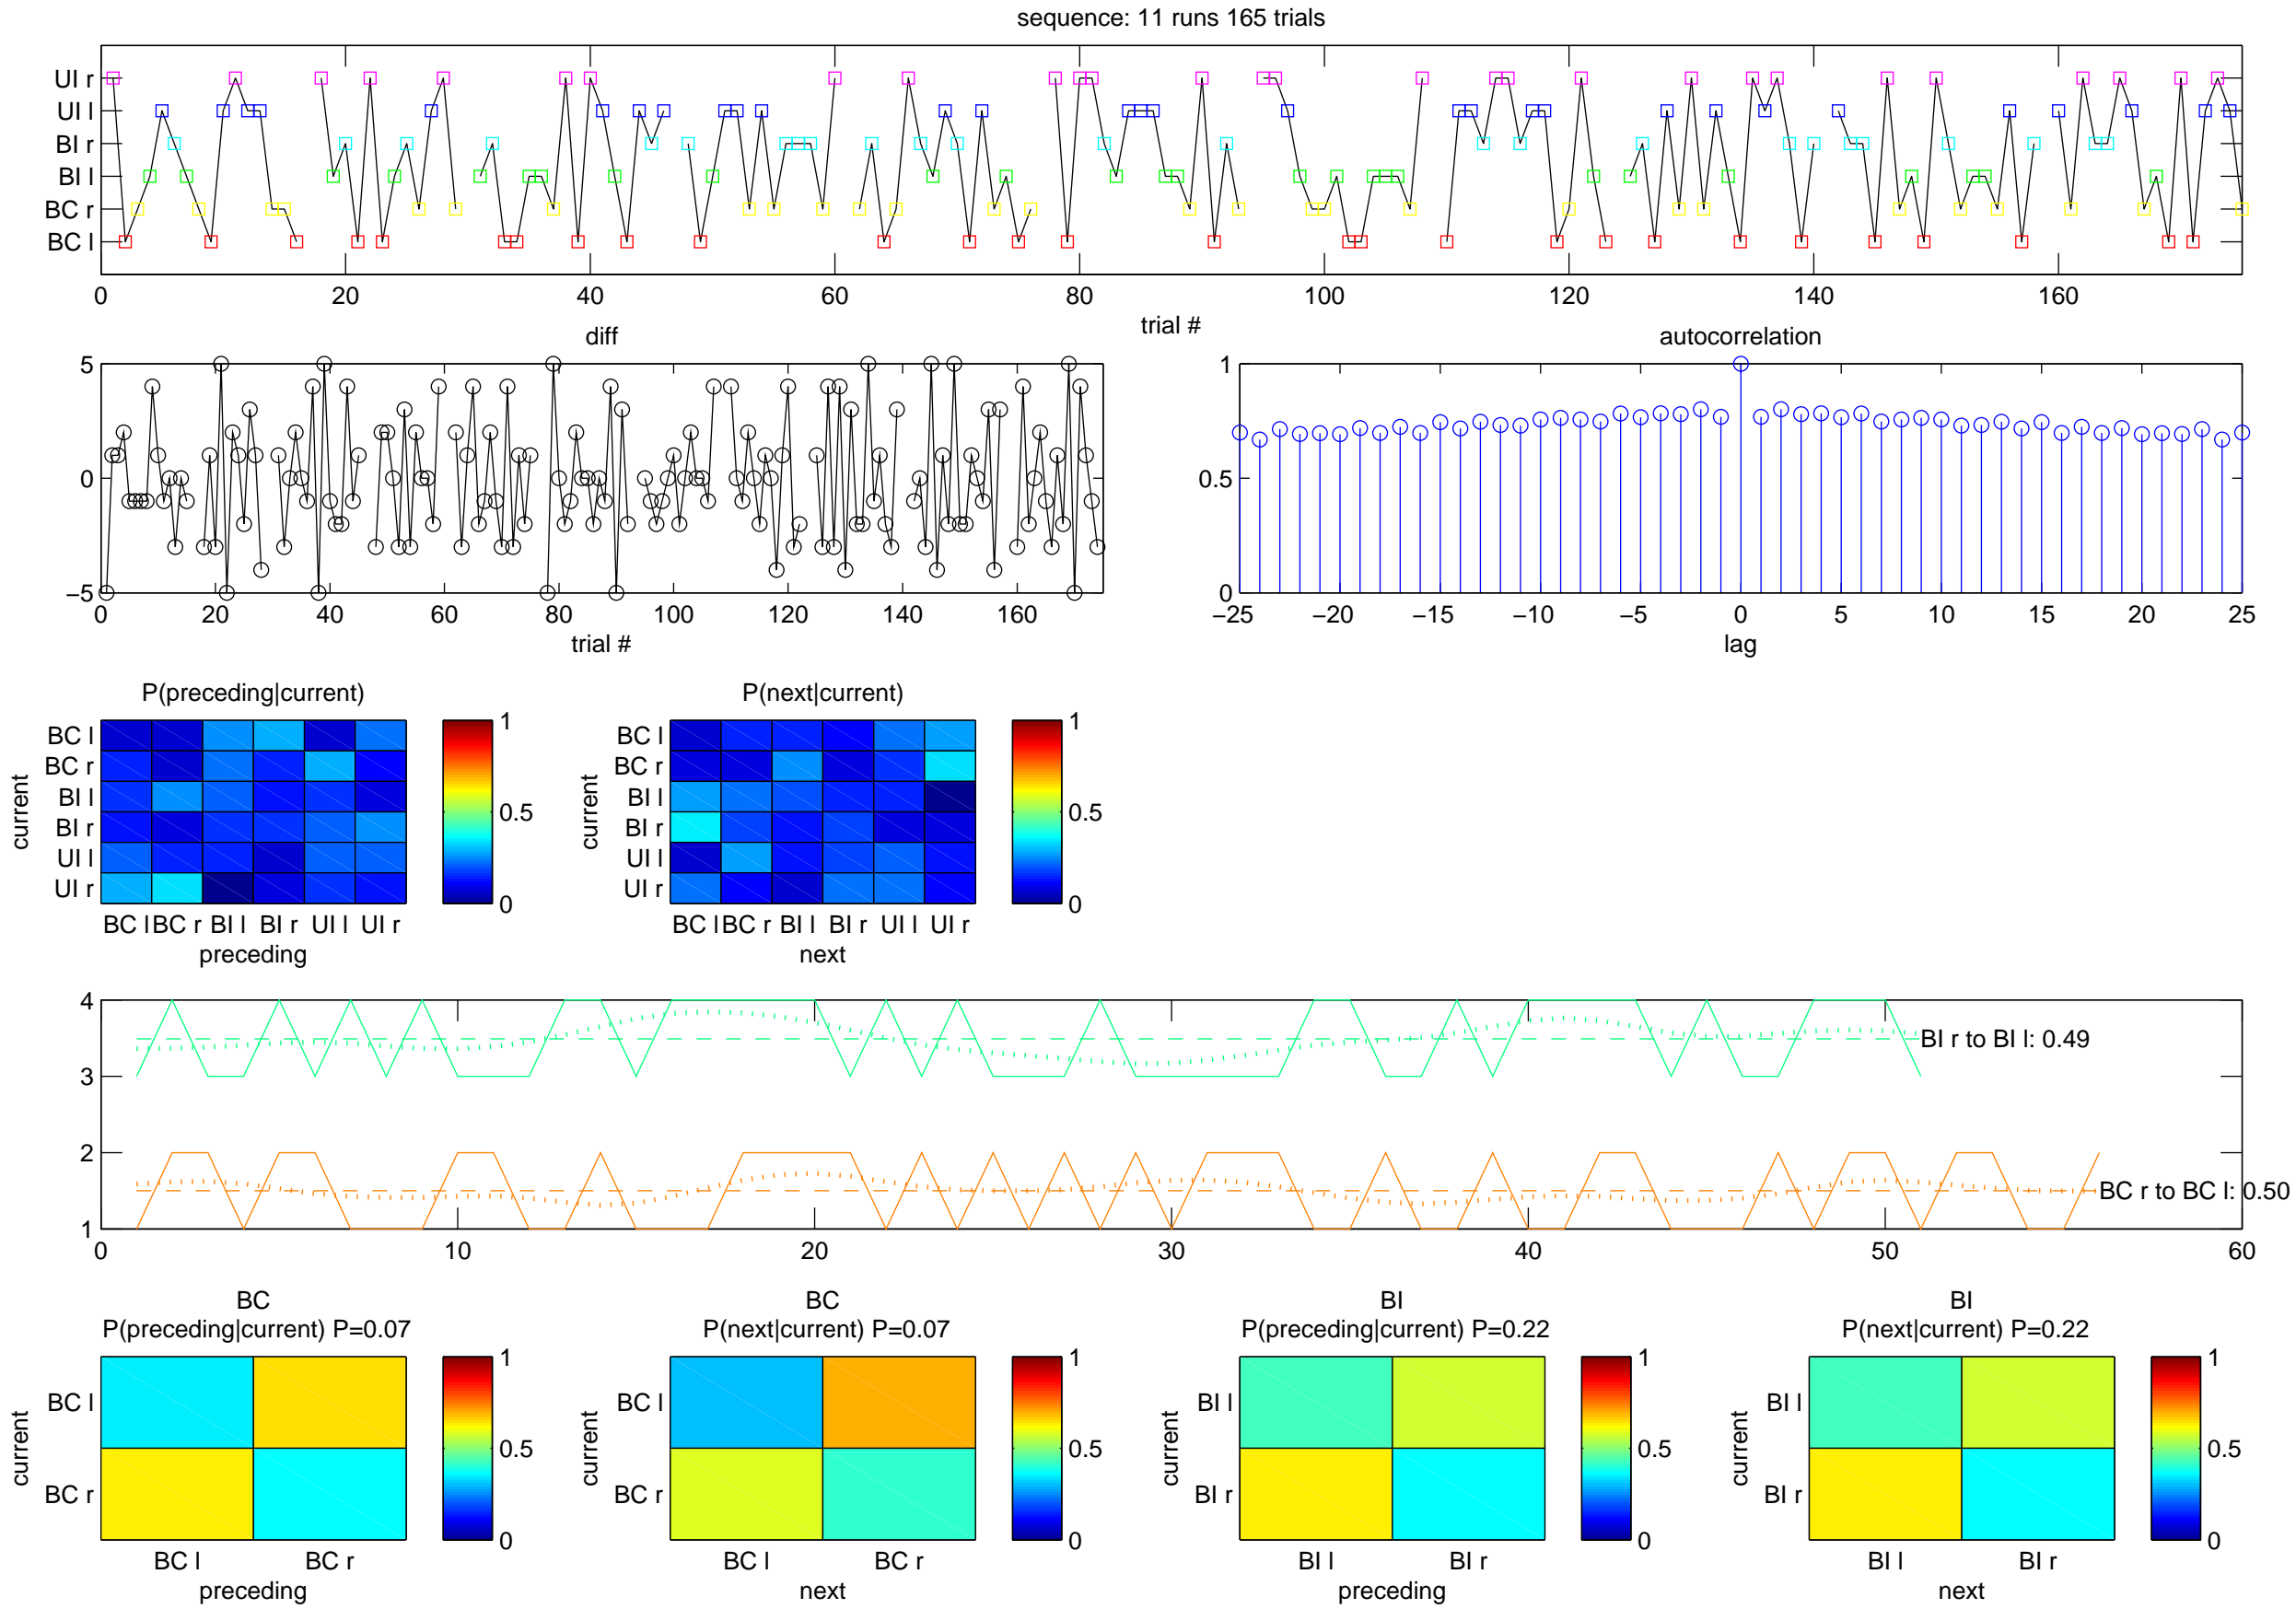 sequence: 11 runs 165 trials
UI r
UI l
BI r
BI l
BC r
BC l
0 20 40 60 80 100 120 140 160
trial #
diff
5
0
−5
0 20 40 60 80 100 120 140 160
trial #
autocorrelation
1
0.5
0
−25 −20 −15 −10 −5 0 5 10 15 20 25
lag
P(preceding|current)
current
BC l
BC r
BI l
BI r
UI l
UI r
BC l BC r BI l BI r UI l UI r
preceding
1
0.5
0
P(next|current)
current
BC l
BC r
BI l
BI r
UI l
UI r
BC l BC r BI l BI r UI l UI r
next
1
0.5
0
4
3
2
1
BI r to BI l: 0.49
BC r to BC l: 0.50
0 10 20 30 40 50 60
BC
P(preceding|current) P=0.07
current
BC l
BC r
BC l BC r
preceding
1
0.5
0
BC
P(next|current) P=0.07
current
BC l
BC r
BC l BC r
next
1
0.5
0
BI
P(preceding|current) P=0.22
current
BI l
BI r
BI l BI r
preceding
1
0.5
0
BI
P(next|current) P=0.22
current
BI l
BI r
BI l BI r
next
1
0.5
0